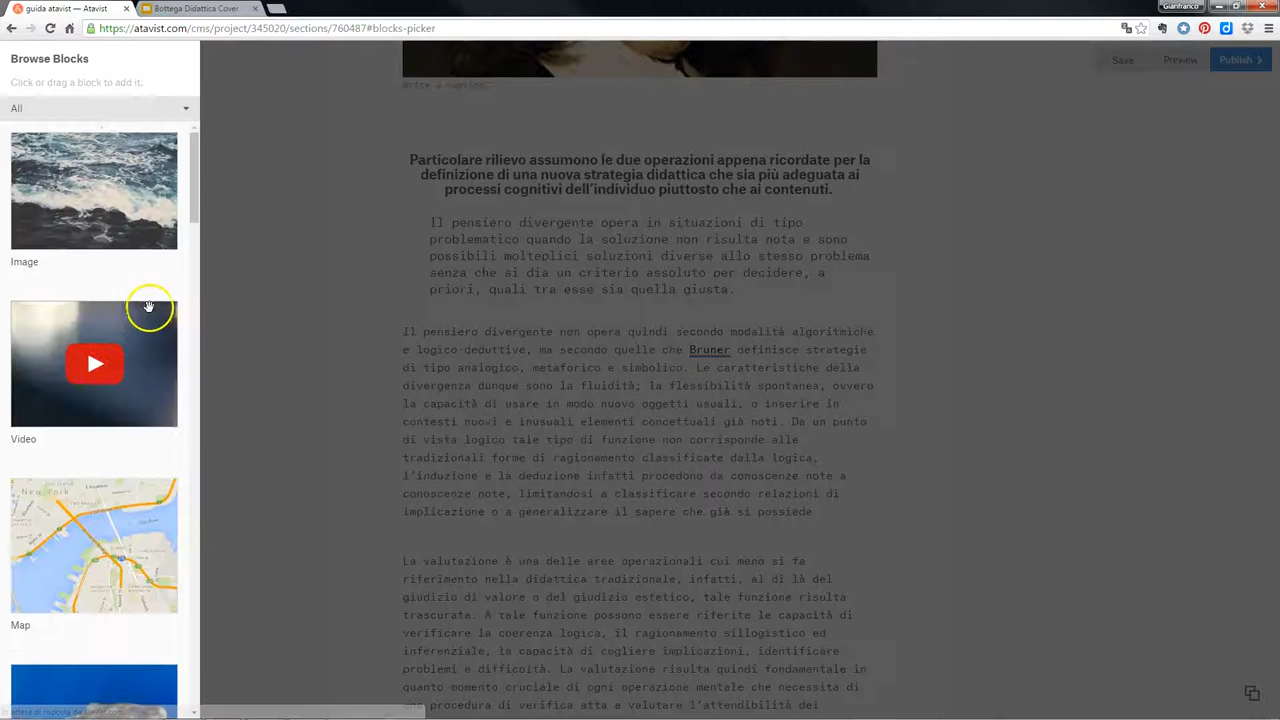 guida atavist — Atavist
Bottega Didattica Cover
Gianfranco
https://atavist.com/cms/project/345020/sections/760487#blocks-picker
Browse Blocks
Click or drag a block to add it.
All
Image
Video
New York
Map
In attesa di risposta da Atavist.com...
Save
Preview
Publish
Write a caption...
Particolare rilievo assumono le due operazioni appena ricordate per la
definizione di una nuova strategia didattica che sia più adeguata ai
processi cognitivi dell'individuo piuttosto che ai contenuti.
Il pensiero divergente opera in situazioni di tipo
problematico quando la soluzione non risulta nota e sono
possibili molteplici soluzioni diverse allo stesso problema
senza che si dia un criterio assoluto per decidere, a
priori, quali tra esse sia quella giusta.
Il pensiero divergente non opera quindi secondo modalità algoritmiche
e logico-deduttive, ma secondo quelle che Bruner definisce strategie
di tipo analogico, metaforico e simbolico. Le caratteristiche della
divergenza dunque sono la fluidità; la flessibilità spontanea, ovvero
la capacità di usare in modo nuovo oggetti usuali, o inserire in
contesti nuovi e inusuali elementi concettuali già noti. Da un punto
di vista logico tale tipo di funzione non corrisponde alle
tradizionali forme di ragionamento classificate dalla logica,
l'induzione e la deduzione infatti procedono da conoscenze note a
conoscenze note, limitandosi a classificare secondo relazioni di
implicazione o a generalizzare il sapere che già si possiede
La valutazione è una delle aree operazionali cui meno si fa
riferimento nella didattica tradizionale, infatti, al di là del
giudizio di valore o del giudizio estetico, tale funzione risulta
trascurata. A tale funzione possono essere riferite le capacità di
verificare la coerenza logica, il ragionamento sillogistico ed
inferenziale, la capacità di cogliere implicazioni, identificare
problemi e difficoltà. La valutazione risulta quindi fondamentale in
quanto momento cruciale di ogni operazione mentale che necessita di
una procedura di verifica atta a valutare l'attendibilità dei